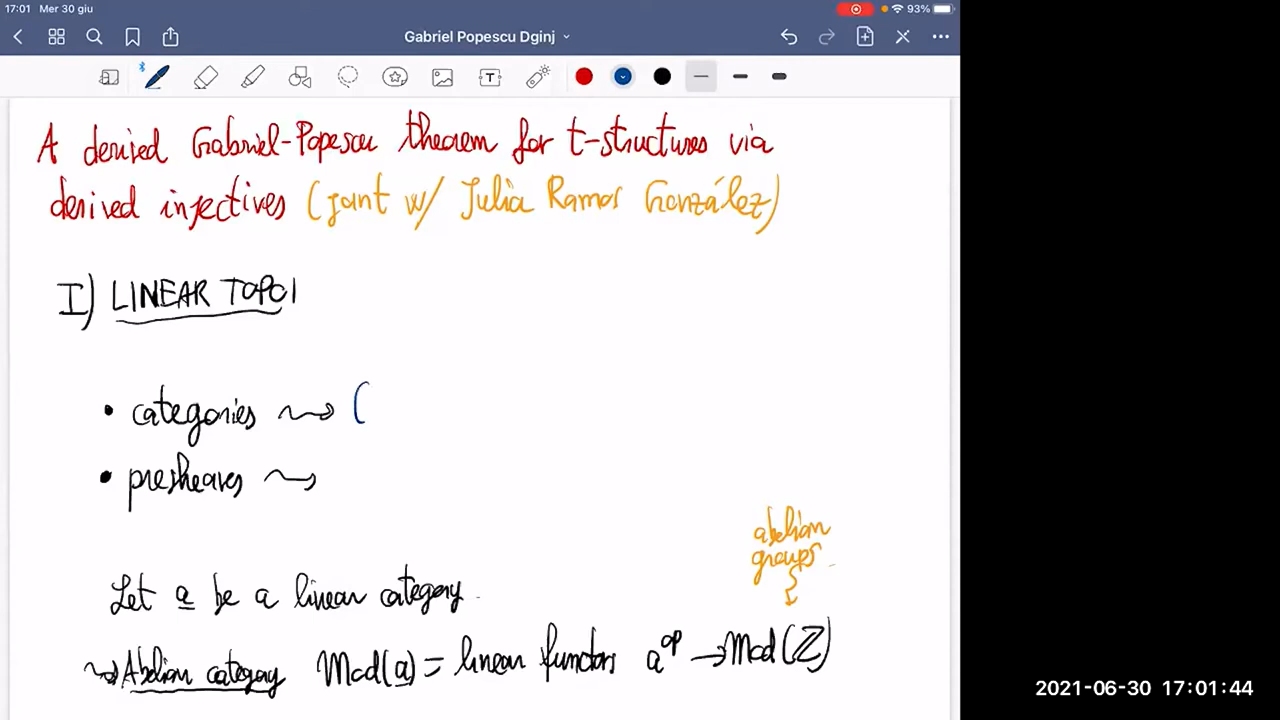 17:01 Mer 30 giu
93%
Gabriel Popescu Dginj
T
A derived Gabriel-Popescu theorem for t-structures via
derived injectives (joint w/ Julia Ramos González)
I) LINEAR TOPOI
• categories ⇝ (
• presheaves ⇝
abelian
groups
Let a be a linear category.
⇝ Abelian category Mod(a) = linear functors a^op → Mod(ℤ)
2021-06-30 17:01:44